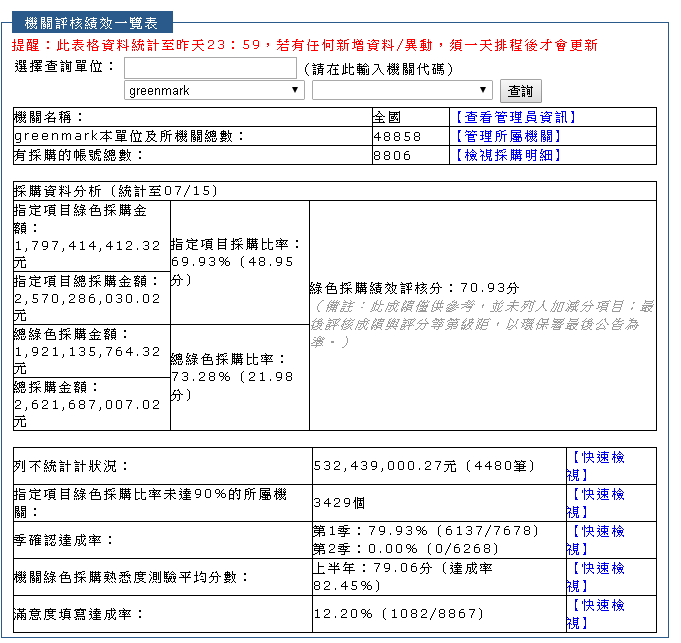 機關評核績效一覽表
提醒：此表格資料統計至昨天23：59，若有任何新增資料/異動，須一天排程後才會更新
選擇查詢單位：
（請在此輸入機關代碼）
greenmark
查詢
機關名稱：
全國
【查看管理員資訊】
greenmark本單位及所機關總數：
48858
【管理所屬機關】
有採購的帳號總數：
8806
【檢視採購明細】
採購資料分析（統計至07/15）
指定項目綠色採購金
額：
1,797,414,412.32
元
指定項目總採購金額：
2,570,286,030.02
元
指定項目採購比率：
69.93%（48.95
分）
總綠色採購金額：
1,921,135,764.32
元
總採購金額：
2,621,687,007.02
元
總綠色採購比率：
73.28%（21.98
分）
綠色採購績效評核分：70.93分
（備註：此成績僅供參考，並未列入加減分項目；最
後評核成績與評分等第級距，以環保署最後公告為
準。）
列不統計計狀況：
532,439,000.27元（4480筆）
【快速檢
視】
指定項目綠色採購比率未達90%的所屬機
關：
3429個
【快速檢
視】
季確認達成率：
第1季：79.93%（6137/7678）
第2季：0.00%（0/6268）
【快速檢
視】
機關綠色採購熟悉度測驗平均分數：
上半年：79.06分（達成率
82.45%）
【快速檢
視】
滿意度填寫達成率：
12.20%（1082/8867）
【快速檢
視】